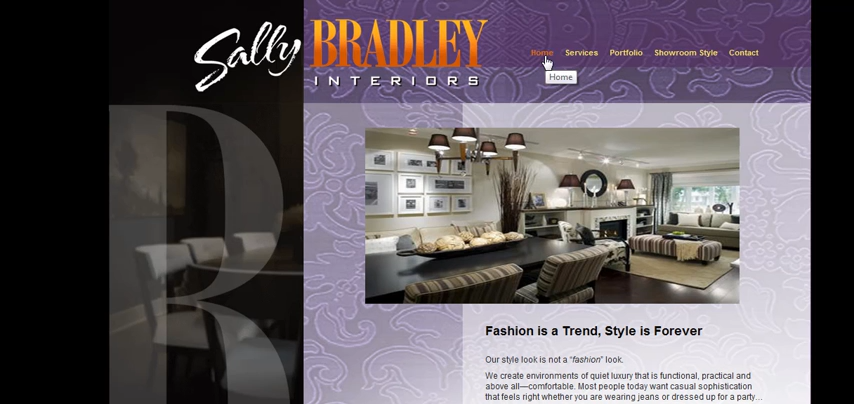 Sally BRADLEY
INTERIORS
Home Services Portfolio Showroom Style Contact
Home
B
Fashion is a Trend, Style is Forever
Our style look is not a “fashion” look.
We create environments of quiet luxury that is functional, practical and
above all—comfortable. Most people today want casual sophistication
that feels right whether you are wearing jeans or dressed up for a party…